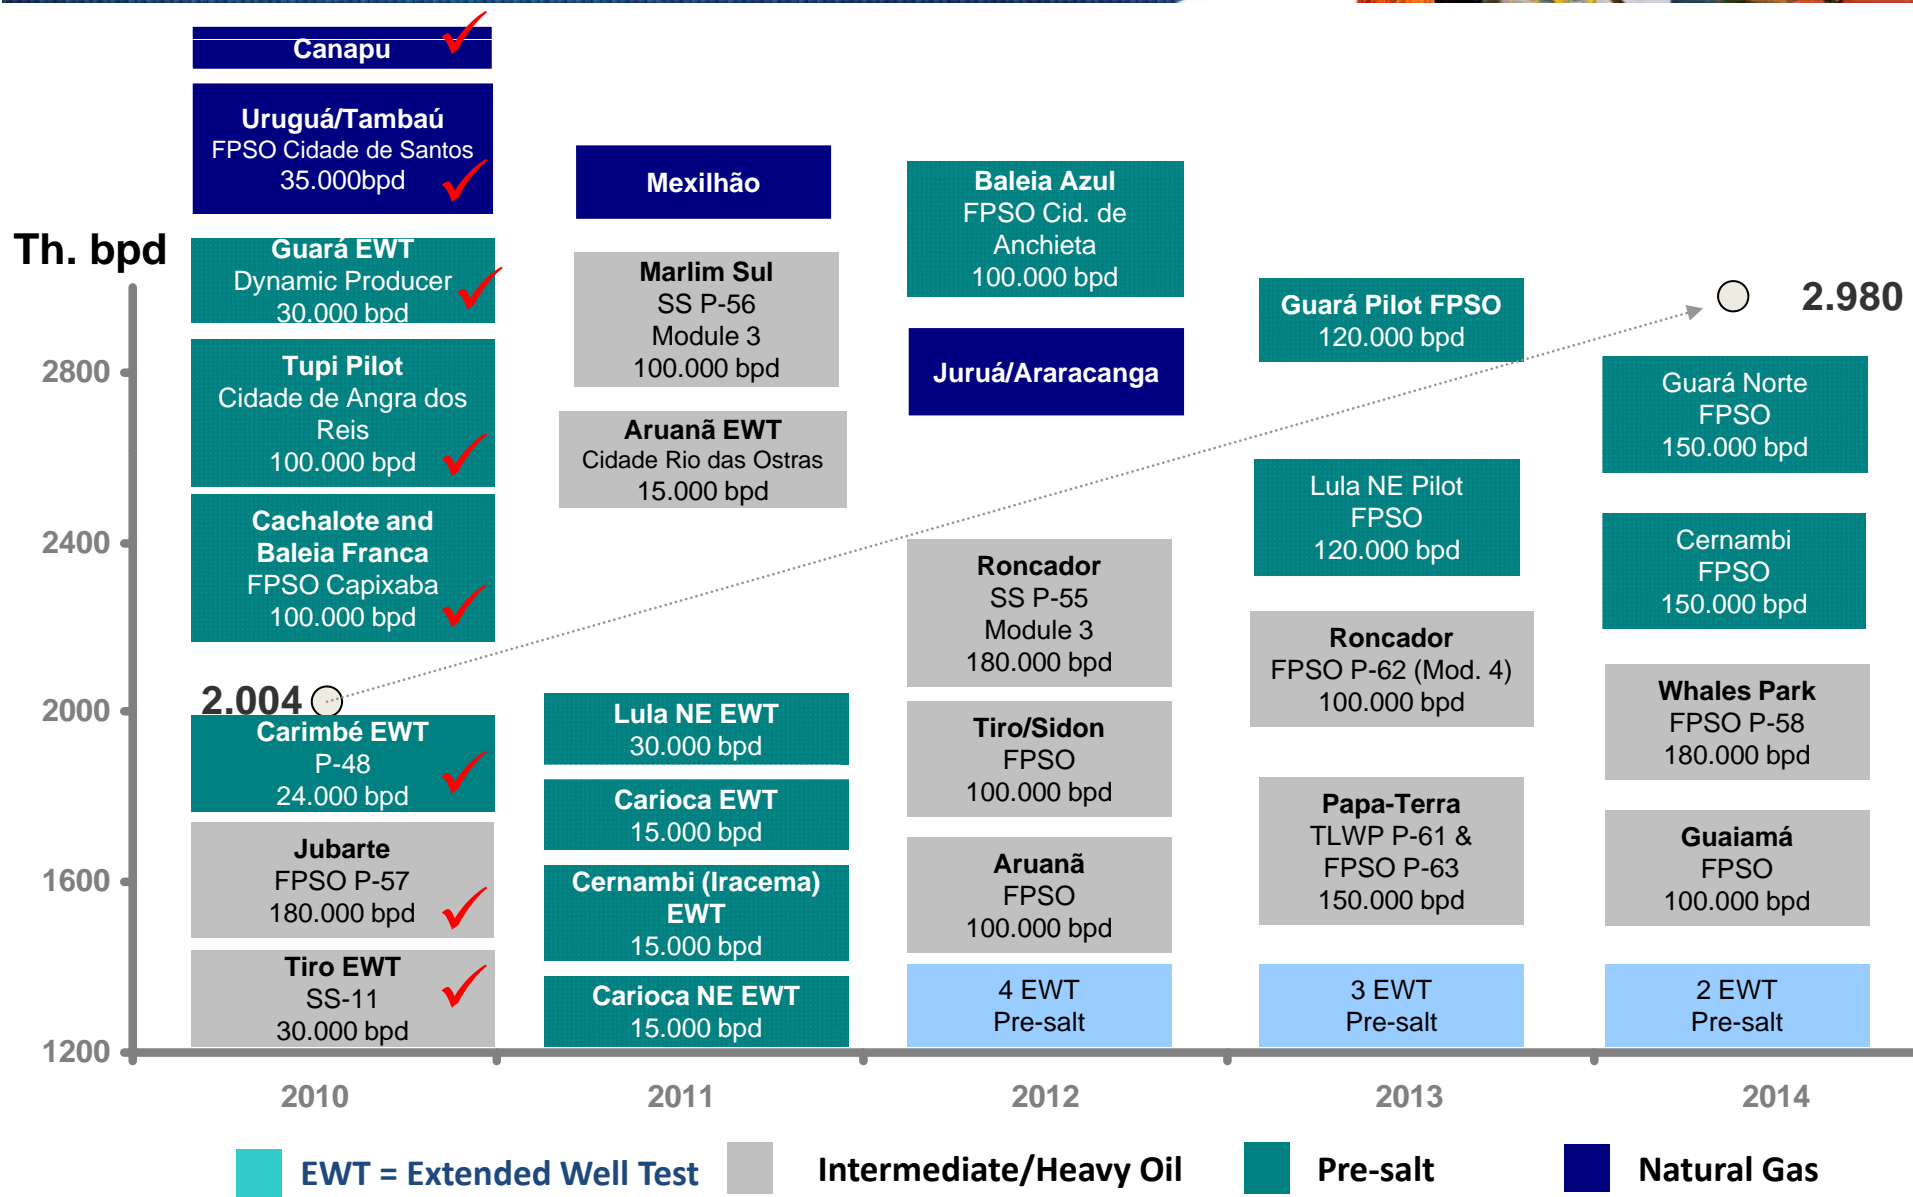 Th. bpd
2800
2400
2000
1600
1200
Canapu
Uruguá/Tambaú
FPSO Cidade de Santos
35.000bpd
Guará EWT
Dynamic Producer
30.000 bpd
Tupi Pilot
Cidade de Angra dos
Reis
100.000 bpd
Cachalote and
Baleia Franca
FPSO Capixaba
100.000 bpd
2.004
Carimbé EWT
P-48
24.000 bpd
Jubarte
FPSO P-57
180.000 bpd
Tiro EWT
SS-11
30.000 bpd
Mexilhão
Marlim Sul
SS P-56
Module 3
100.000 bpd
Aruanã EWT
Cidade Rio das Ostras
15.000 bpd
Lula NE EWT
30.000 bpd
Carioca EWT
15.000 bpd
Cernambi (Iracema)
EWT
15.000 bpd
Carioca NE EWT
15.000 bpd
Baleia Azul
FPSO Cid. de
Anchieta
100.000 bpd
Juruá/Araracanga
Roncador
SS P-55
Module 3
180.000 bpd
Tiro/Sidon
FPSO
100.000 bpd
Aruanã
FPSO
100.000 bpd
4 EWT
Pre-salt
Guará Pilot FPSO
120.000 bpd
Lula NE Pilot
FPSO
120.000 bpd
Roncador
FPSO P-62 (Mod. 4)
100.000 bpd
Papa-Terra
TLWP P-61 &
FPSO P-63
150.000 bpd
3 EWT
Pre-salt
2.980
Guará Norte
FPSO
150.000 bpd
Cernambi
FPSO
150.000 bpd
Whales Park
FPSO P-58
180.000 bpd
Guaiamá
FPSO
100.000 bpd
2 EWT
Pre-salt
2010
2011
2012
2013
2014
EWT = Extended Well Test
Intermediate/Heavy Oil
Pre-salt
Natural Gas